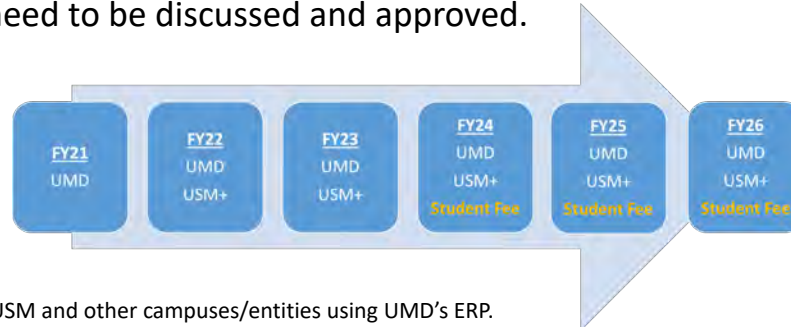 need to be discussed and approved.
FY21
UMD
FY22
UMD
USM+
FY23
UMD
USM+
FY24
UMD
USM+
Student Fee
FY25
UMD
USM+
Student Fee
FY26
UMD
USM+
Student Fee
USM and other campuses/entities using UMD's ERP.